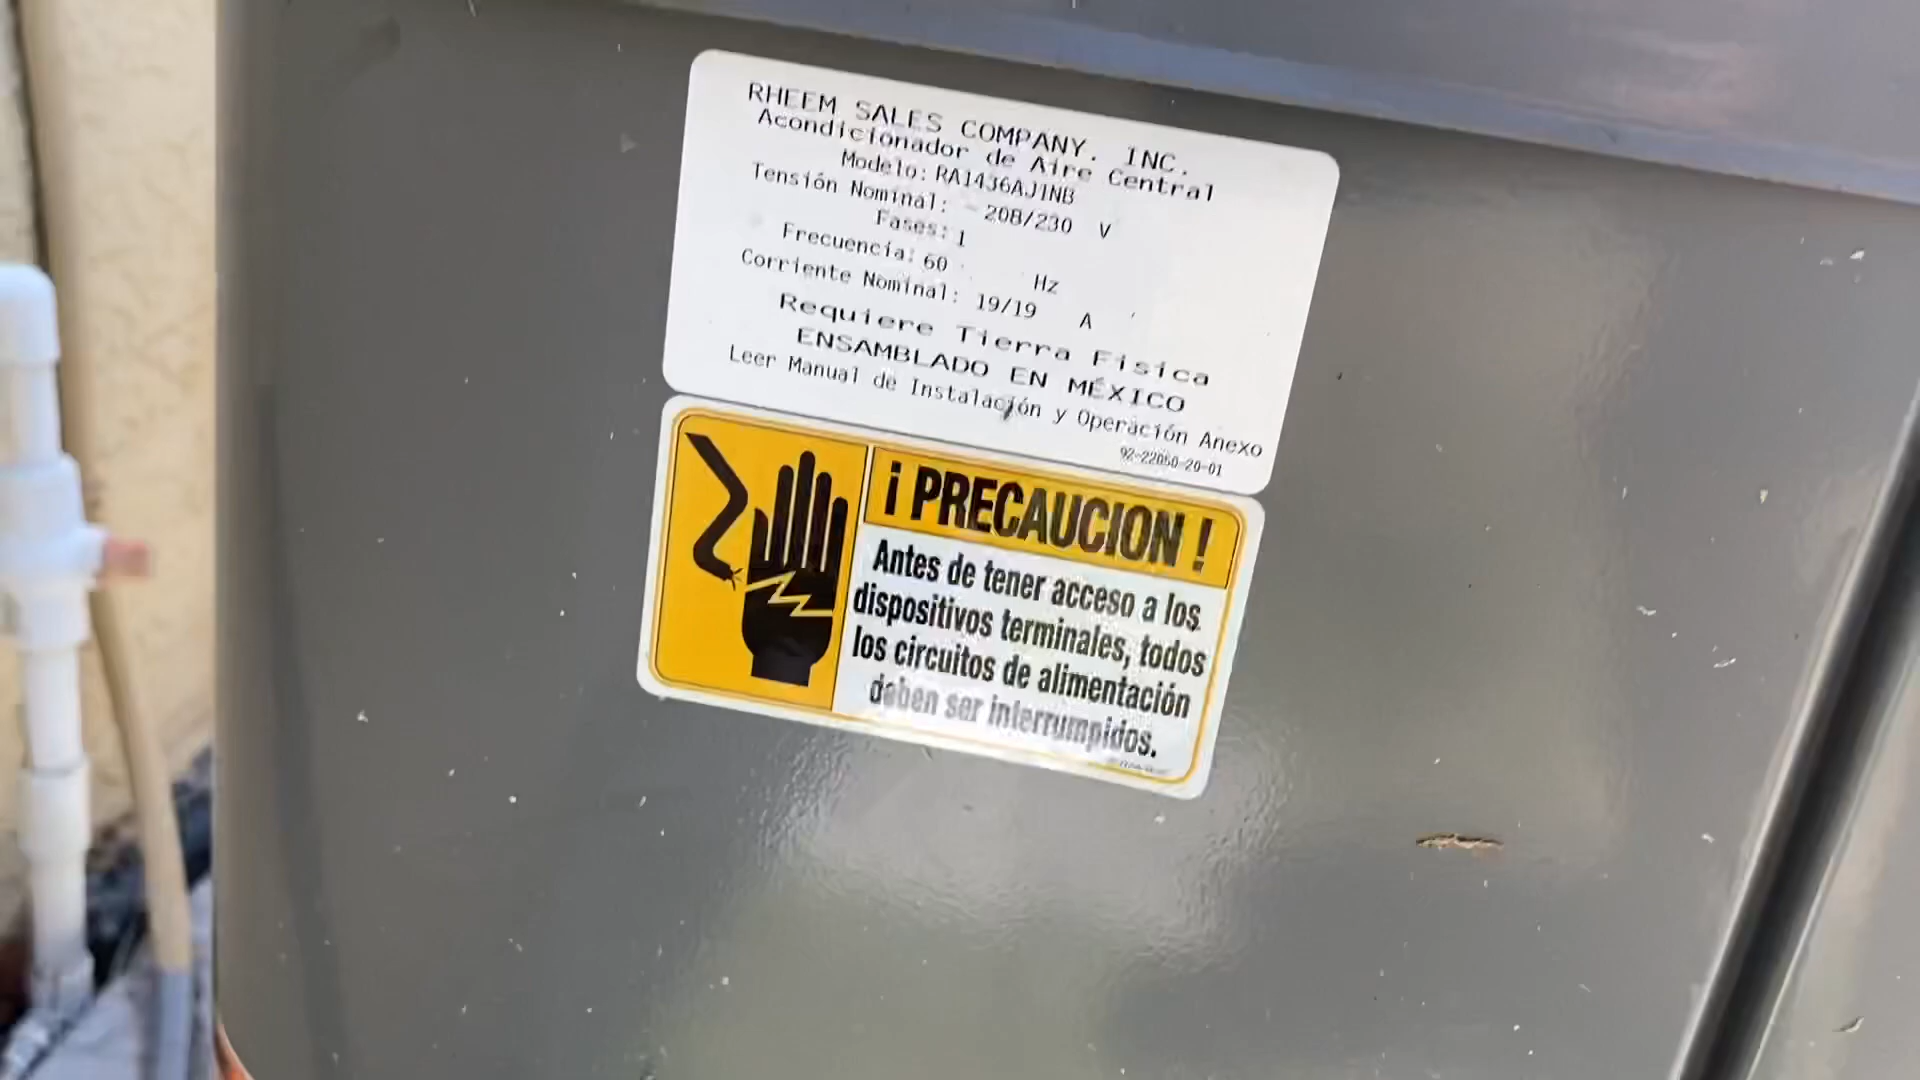 RHEEM SALES COMPANY. INC.
Acondicionador de Aire Central
Modelo: RA1436AJ1NB
Tensión Nominal: 208/230 V
Fases: 1
Frecuencia: 60 Hz
Corriente Nominal: 19/19 A
Requiere Tierra Fisica
ENSAMBLADO EN MÉXICO
Leer Manual de Instalación y Operación Anexo
92-22060-20-01
¡ PRECAUCION !
Antes de tener acceso a los
dispositivos terminales, todos
los circuitos de alimentación
deben ser interrumpidos.